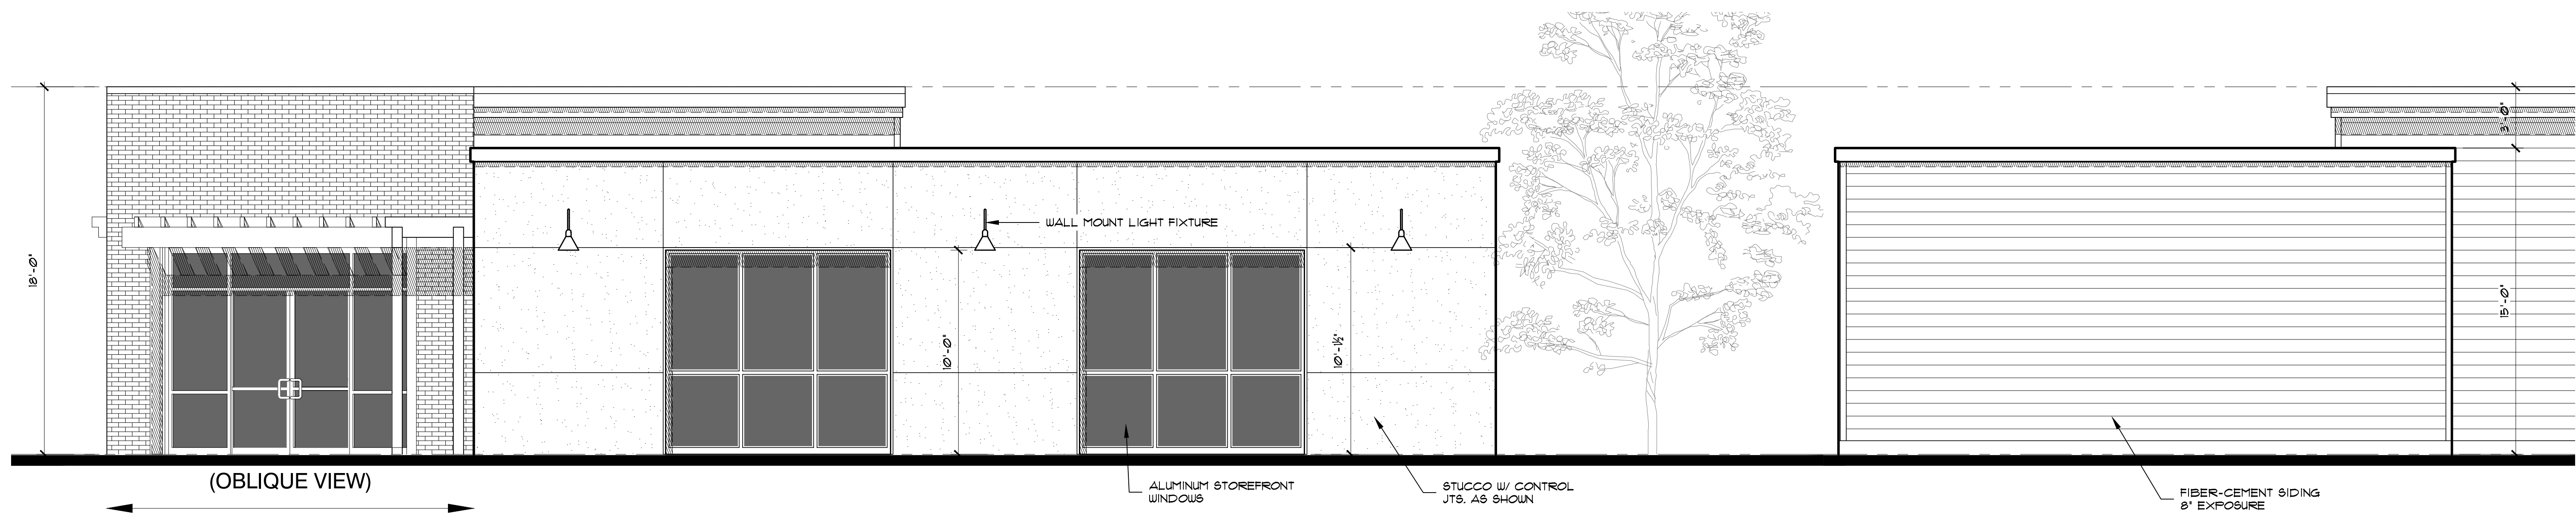 18'-0"
WALL MOUNT LIGHT FIXTURE
3'-0"
10'-0"
10'-1½"
15'-0"
(OBLIQUE VIEW)
ALUMINUM STOREFRONT
WINDOWS
STUCCO W/ CONTROL
JTS. AS SHOWN
FIBER-CEMENT SIDING
8" EXPOSURE